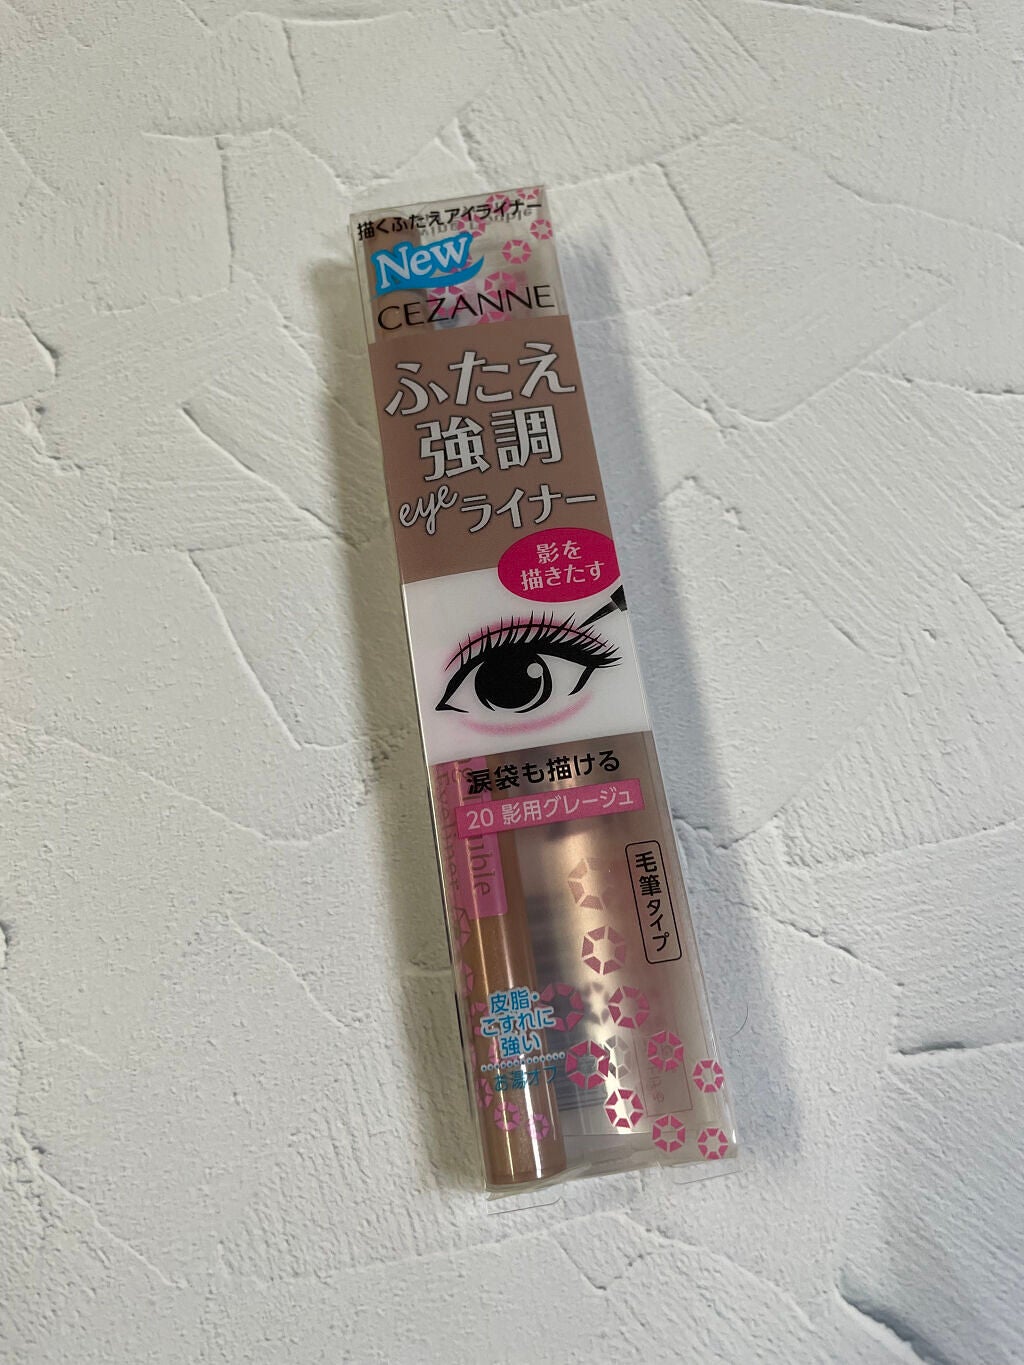 描くふたえアイライナー
New
CEZANNE
ふたえ
強調
eyeライナー
影を
描きたす
涙袋も描ける
20 影用グレージュ
毛筆タイプ
皮脂・
こすれに
強い
お湯オフ